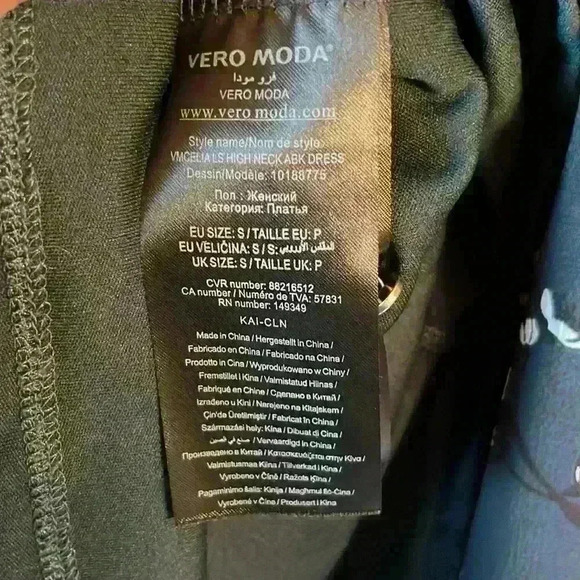 VERO MODA®
فرو مودا
VERO MODA
www.vero moda.com
Style name/Nom de style
VMCELIA LS HIGH NECK ABK DRESS
Dessin/Modèle: 10188775
Пол : Женский
Категория: Платья
EU SIZE: S / TAILLE EU: P
EU VELIČINA: S / S:
UK SIZE: S / TAILLE UK: P
CVR number: 88216512
CA number / Numéro de TVA: 57831
RN number: 149349
KAI-CLN
Made in China / Hergestellt in China /
Fabricado en China / Fabricado na China /
Prodotto in Cina / Wyprodukowano w Chiny /
Fremstillet i Kina / Valmistatud Hiinas /
Fabriqué en Chine / Сделано в Китай /
Izrađeno u Kini / Narejeno na Kitajskem /
Çin'de Üretilmiştir / Fabricat în China /
Származási hely: Kína / Dibuat di Cina /
صنع في الصين / Vervaardigd in China /
Произведено в Китай / Κατασκευάζεται στην Κίνα /
Valmistusmaa Kiina / Tillverkad i Kina /
Vyrobeno v Číně / Ražots Ķīnā /
Pagaminimo šalis: Kinija / Maghmul fiċ-Ċina /
Vyrobené v Číne / Produsert i Kina